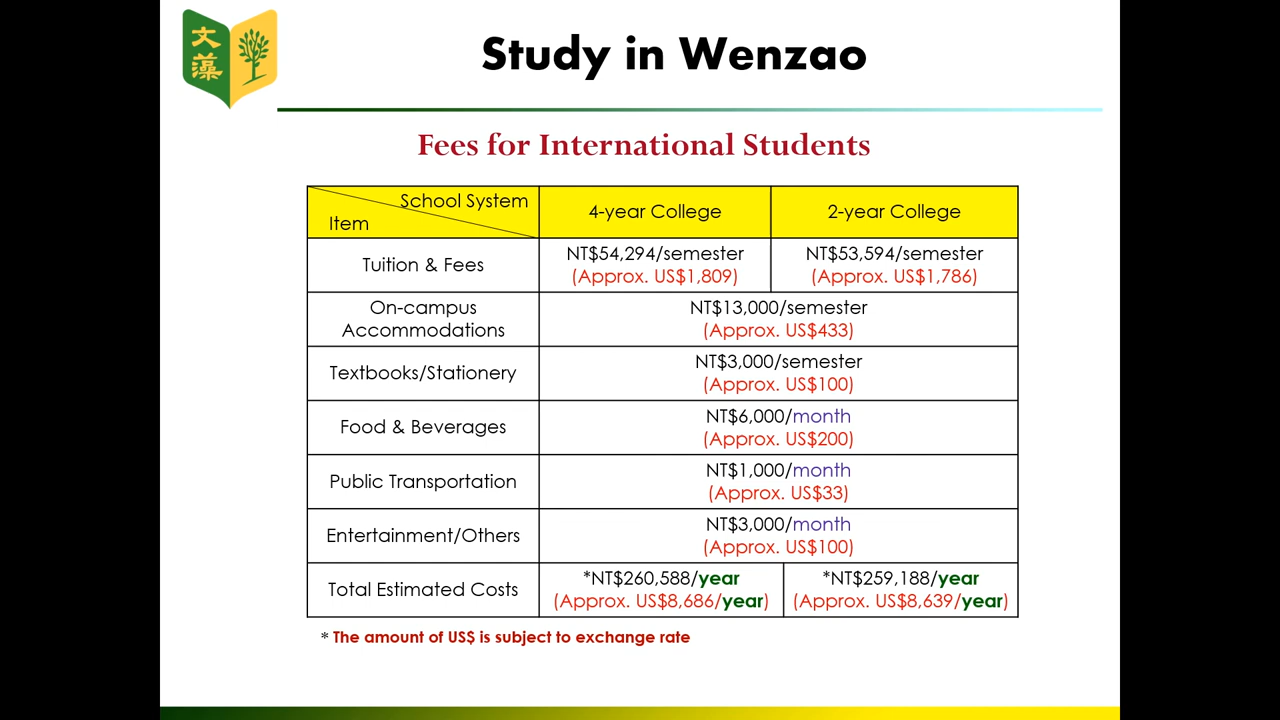 文藻
Study in Wenzao
Fees for International Students
School System
Item
4-year College
2-year College
Tuition & Fees
NT$54,294/semester
(Approx. US$1,809)
NT$53,594/semester
(Approx. US$1,786)
On-campus
Accommodations
NT$13,000/semester
(Approx. US$433)
Textbooks/Stationery
NT$3,000/semester
(Approx. US$100)
Food & Beverages
NT$6,000/month
(Approx. US$200)
Public Transportation
NT$1,000/month
(Approx. US$33)
Entertainment/Others
NT$3,000/month
(Approx. US$100)
Total Estimated Costs
*NT$260,588/year
(Approx. US$8,686/year)
*NT$259,188/year
(Approx. US$8,639/year)
* The amount of US$ is subject to exchange rate